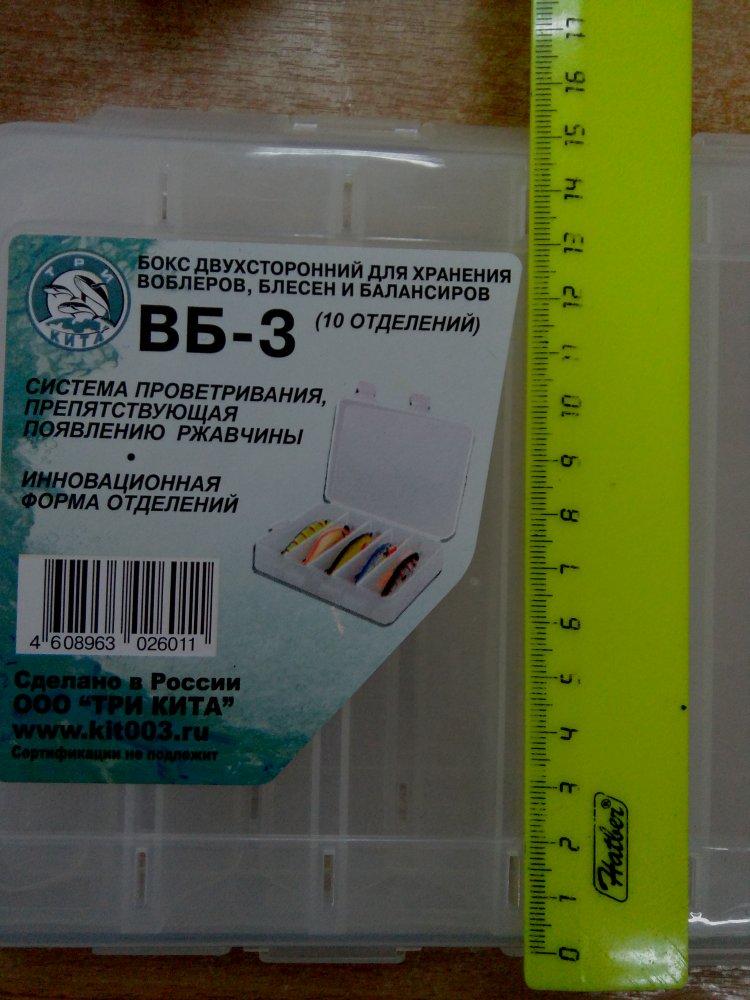 ТРИ
КИТА
БОКС ДВУХСТОРОННИЙ ДЛЯ ХРАНЕНИЯ
ВОБЛЕРОВ, БЛЕСЕН И БАЛАНСИРОВ
ВБ-3 (10 ОТДЕЛЕНИЙ)
СИСТЕМА ПРОВЕТРИВАНИЯ,
ПРЕПЯТСТВУЮЩАЯ
ПОЯВЛЕНИЮ РЖАВЧИНЫ
•
ИННОВАЦИОННАЯ
ФОРМА ОТДЕЛЕНИЙ
4 608963 026011
Сделано в России
ООО "ТРИ КИТА"
www.kit003.ru
Сертификации не подлежит
17
16
15
14
13
12
11
10
9
8
7
6
5
4
3
2
1
0
Hatber®